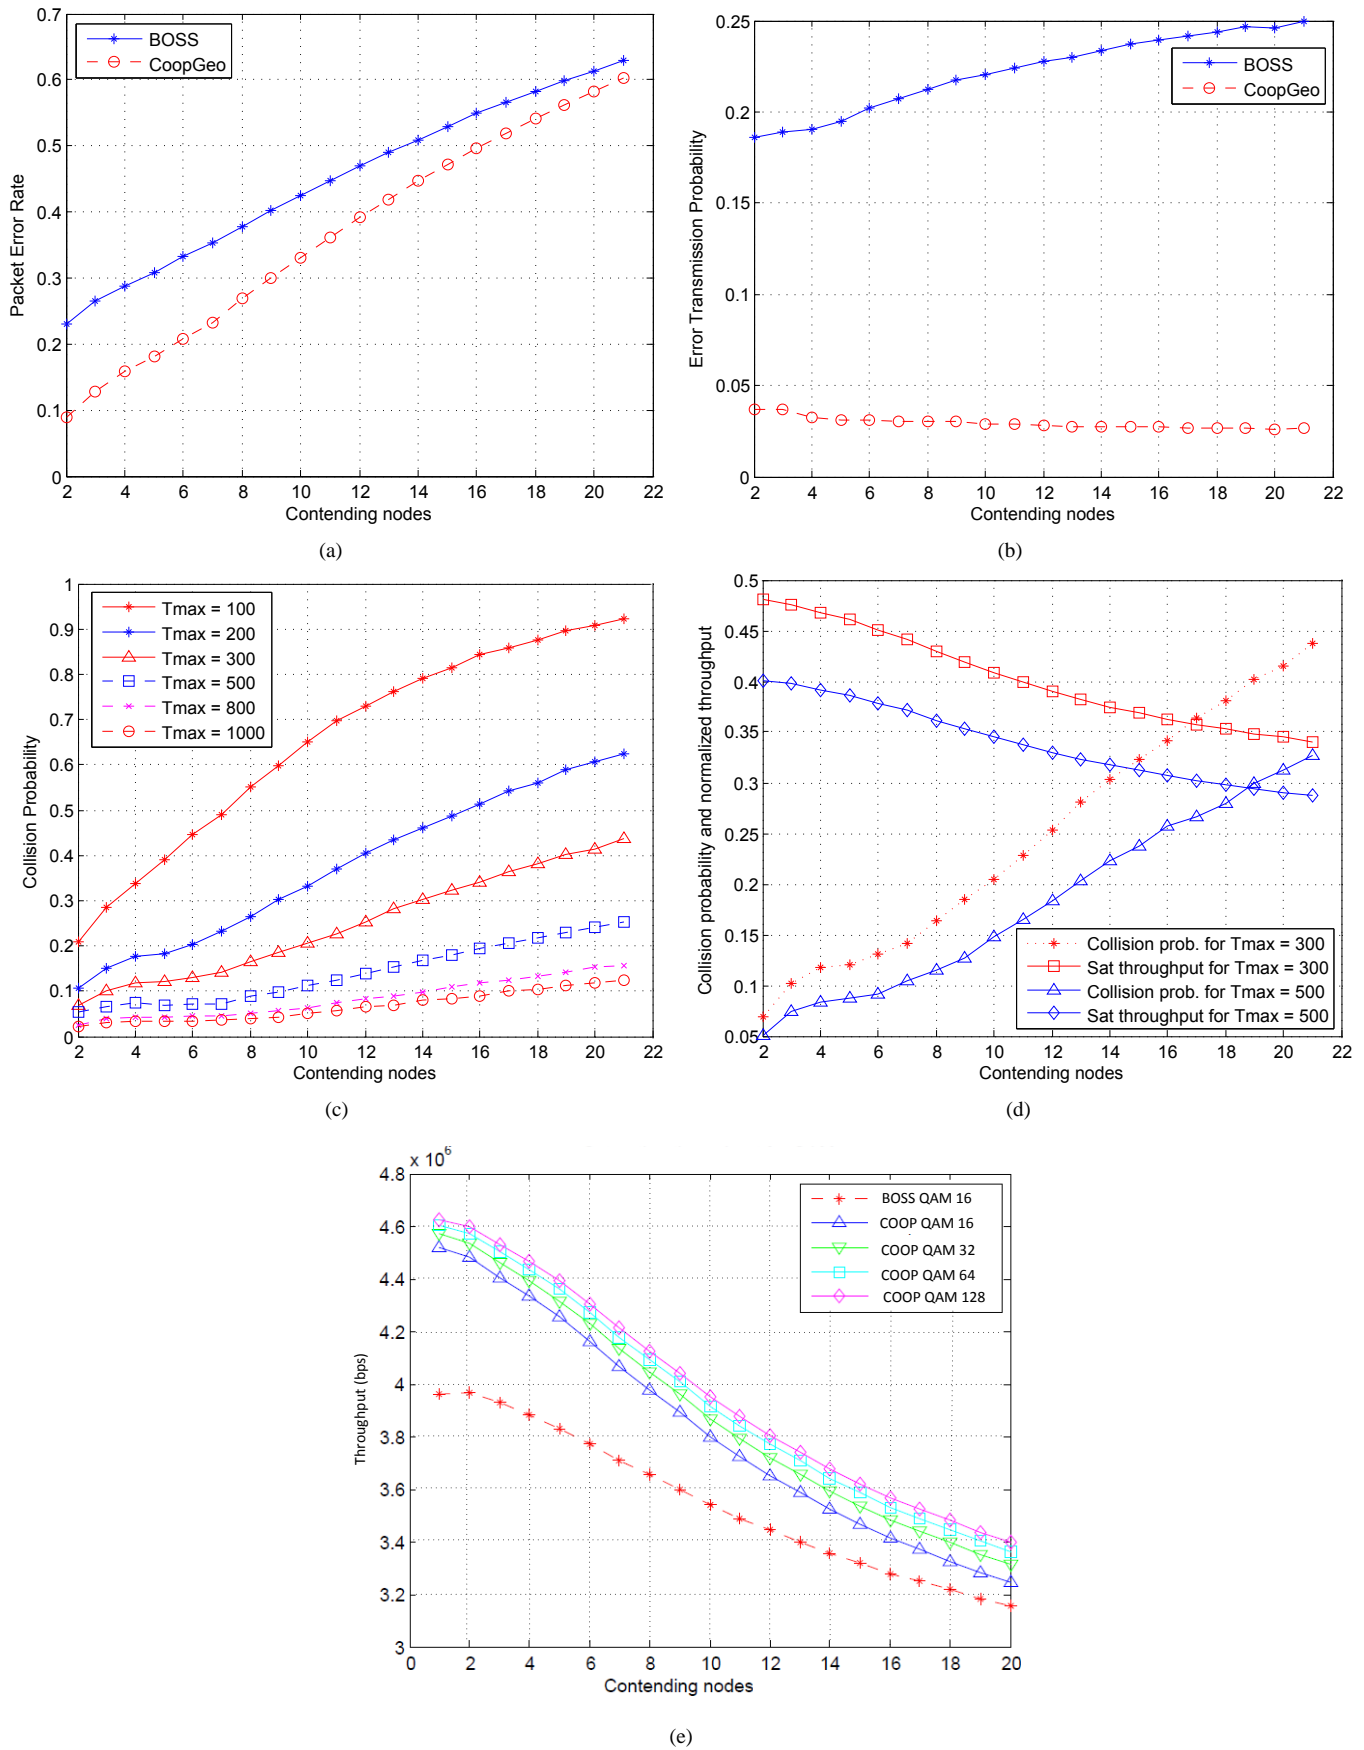 BOSS
CoopGeo
0.7
0.6
0.5
0.4
0.3
0.2
0.1
0
Packet Error Rate
2 4 6 8 10 12 14 16 18 20 22
Contending nodes
(a)
BOSS
CoopGeo
0.25
0.2
0.15
0.1
0.05
0
Error Transmission Probability
2 4 6 8 10 12 14 16 18 20 22
Contending nodes
(b)
Tmax = 100
Tmax = 200
Tmax = 300
Tmax = 500
Tmax = 800
Tmax = 1000
1
0.9
0.8
0.7
0.6
0.5
0.4
0.3
0.2
0.1
0
Collision Probability
2 4 6 8 10 12 14 16 18 20 22
Contending nodes
(c)
0.5
0.45
0.4
0.35
0.3
0.25
0.2
0.15
0.1
0.05
Collision probability and normalized throughput
Collision prob. for Tmax = 300
Sat throughput for Tmax = 300
Collision prob. for Tmax = 500
Sat throughput for Tmax = 500
2 4 6 8 10 12 14 16 18 20 22
Contending nodes
(d)
x 10^6
4.8
4.6
4.4
4.2
4
3.8
3.6
3.4
3.2
3
Throughput (bps)
BOSS QAM 16
COOP QAM 16
COOP QAM 32
COOP QAM 64
COOP QAM 128
0 2 4 6 8 10 12 14 16 18 20
Contending nodes
(e)